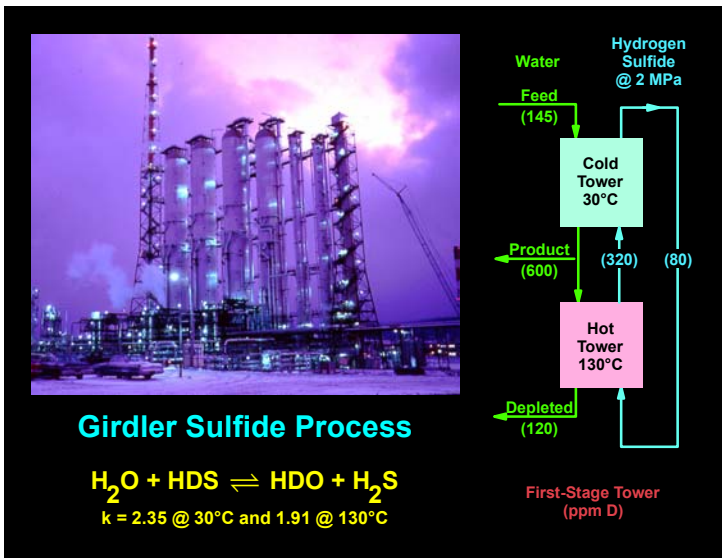 Water
Hydrogen
Sulfide
@ 2 MPa
Feed
(145)
Cold
Tower
30°C
Product
(600)
(320)
(80)
Hot
Tower
130°C
Depleted
(120)
Girdler Sulfide Process
H₂O + HDS ⇌ HDO + H₂S
k = 2.35 @ 30°C and 1.91 @ 130°C
First-Stage Tower
(ppm D)